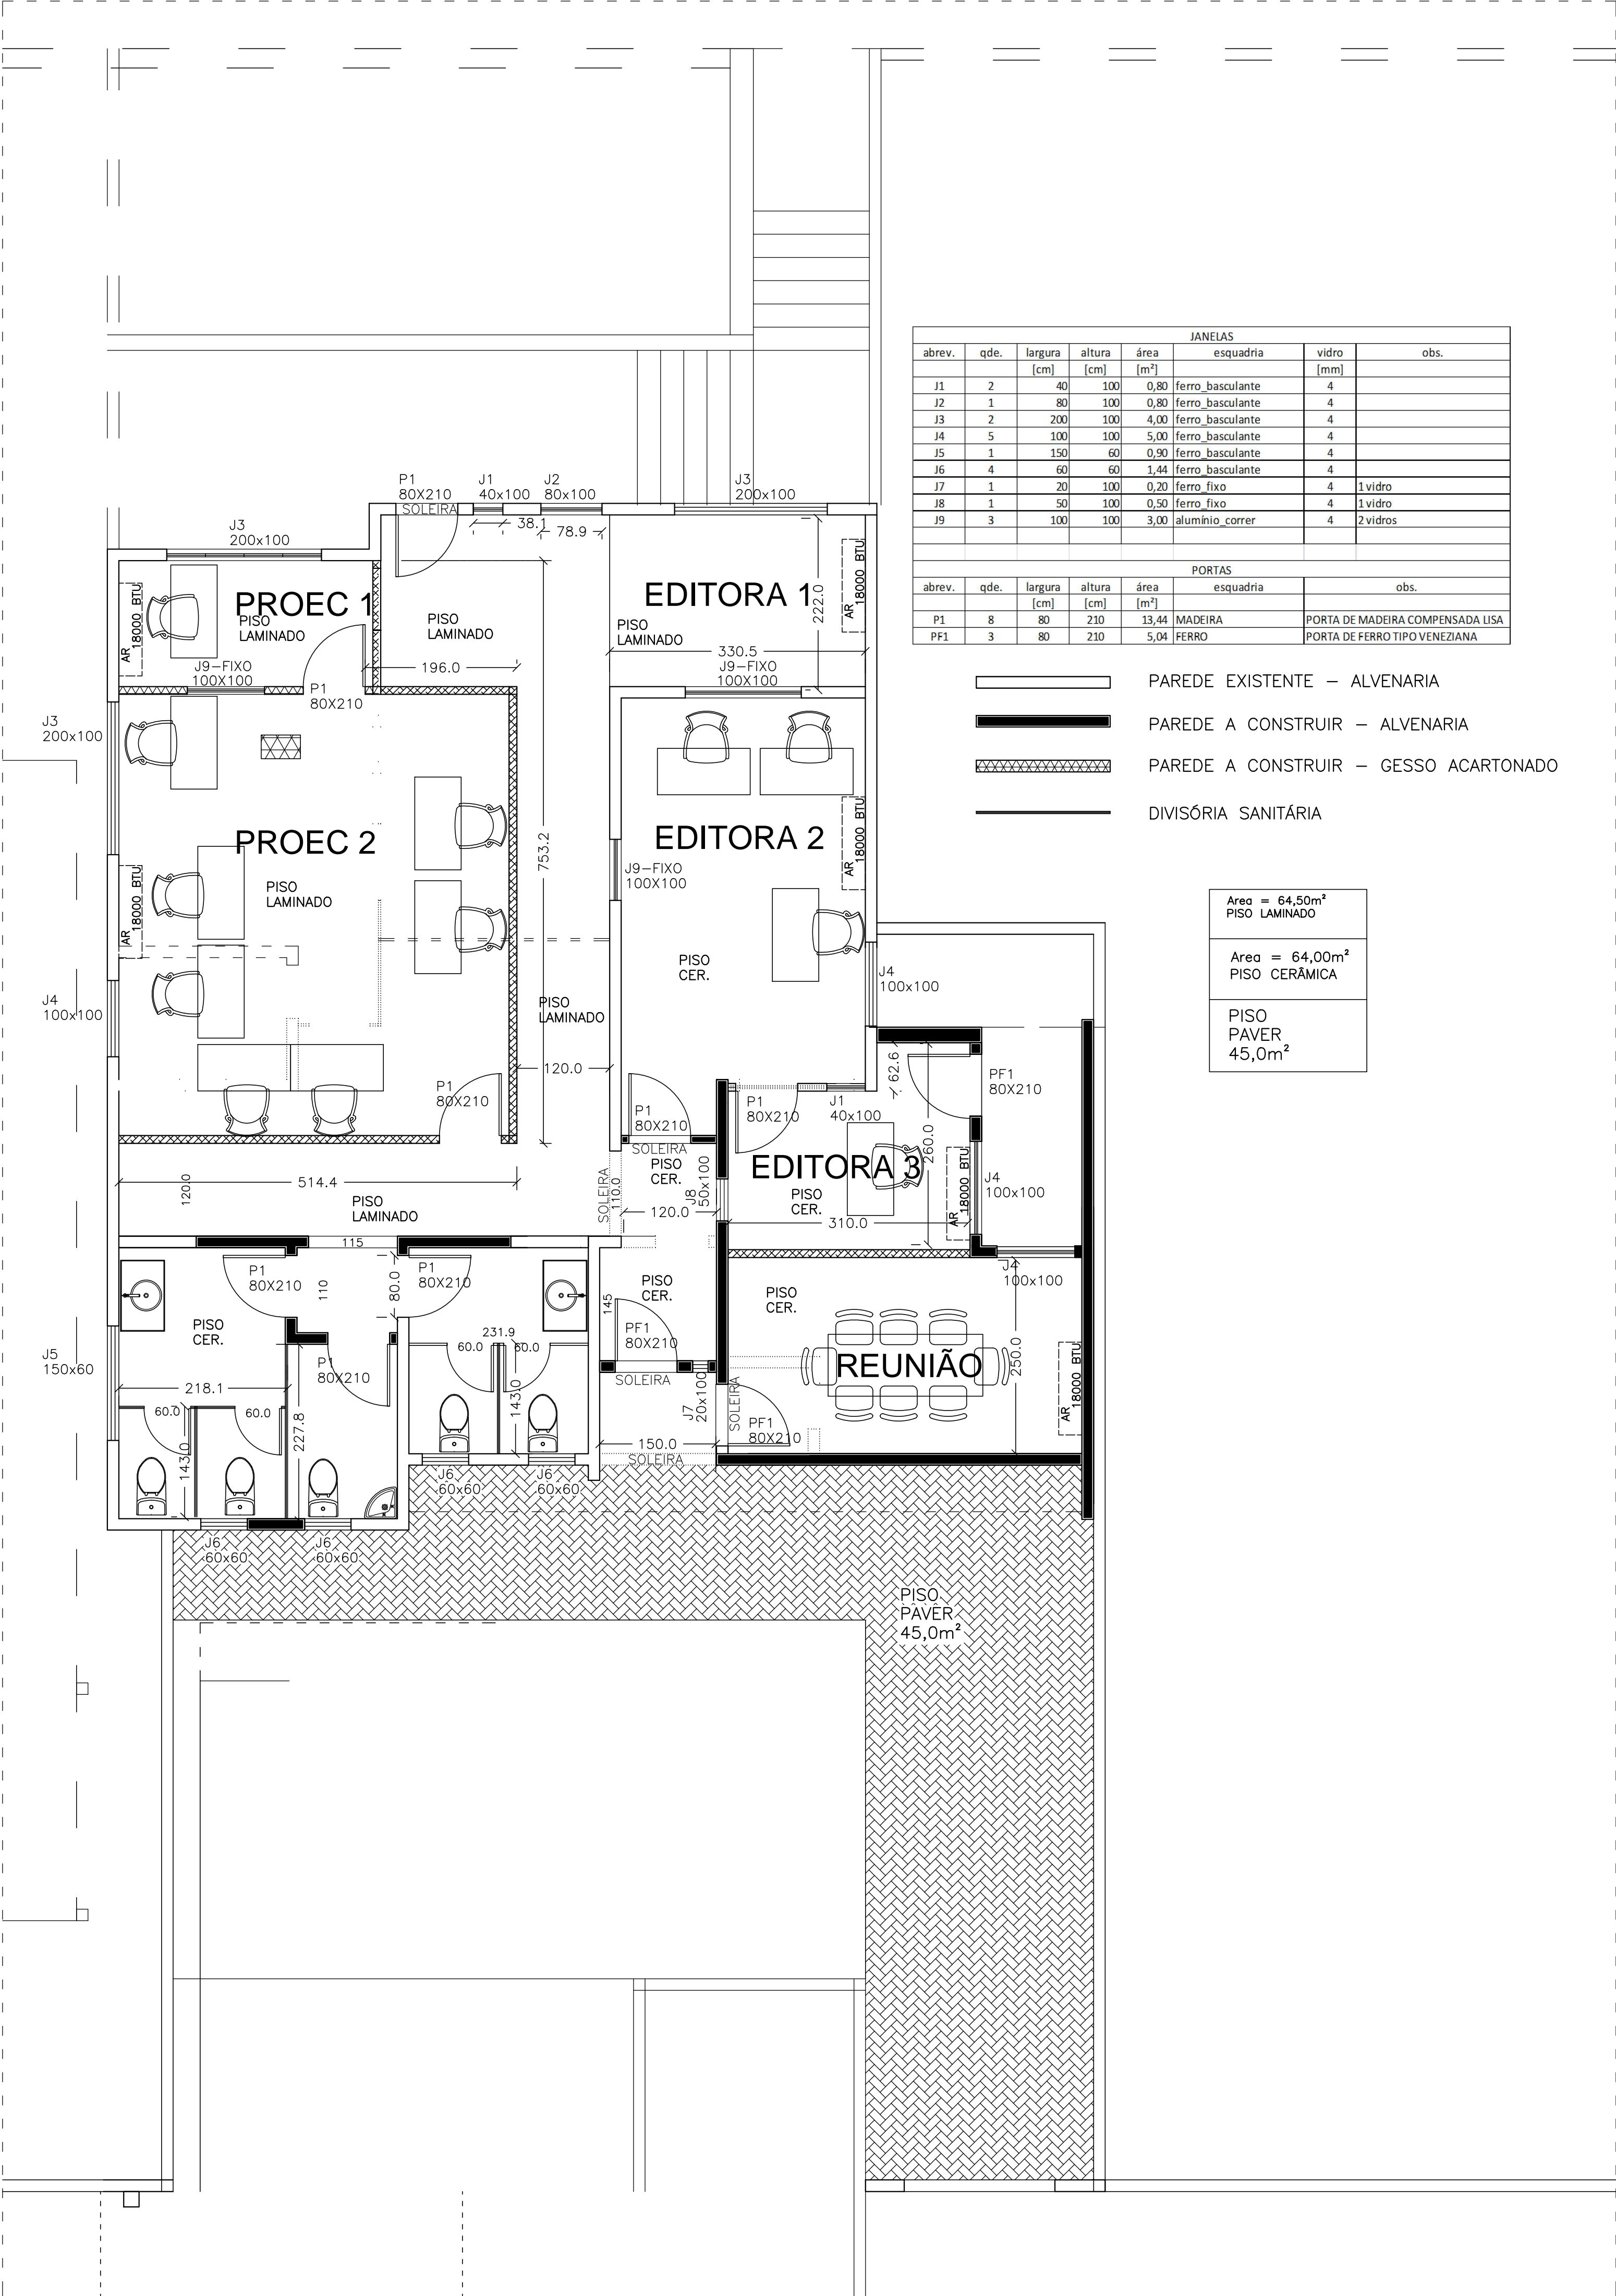 JANELAS
abrev. qde. largura altura área esquadria vidro obs.
[cm] [cm] [m²] [mm]
J1 2 40 100 0,80 ferro_basculante 4
J2 1 80 100 0,80 ferro_basculante 4
J3 2 200 100 4,00 ferro_basculante 4
J4 5 100 100 5,00 ferro_basculante 4
J5 1 150 60 0,90 ferro_basculante 4
J6 4 60 60 1,44 ferro_basculante 4
J7 1 20 100 0,20 ferro_fixo 4 1 vidro
J8 1 50 100 0,50 ferro_fixo 4 1 vidro
J9 3 100 100 3,00 alumínio_correr 4 2 vidros
PORTAS
abrev. qde. largura altura área esquadria obs.
[cm] [cm] [m²]
P1 8 80 210 13,44 MADEIRA PORTA DE MADEIRA COMPENSADA LISA
PF1 3 80 210 5,04 FERRO PORTA DE FERRO TIPO VENEZIANA
PAREDE EXISTENTE – ALVENARIA
PAREDE A CONSTRUIR – ALVENARIA
PAREDE A CONSTRUIR – GESSO ACARTONADO
DIVISÓRIA SANITÁRIA
Area = 64,50m²
PISO LAMINADO
Area = 64,00m²
PISO CERÂMICA
PISO
PAVER
45,0m²
P1
80X210
SOLEIRA
J1
40x100
J2
80x100
J3
200x100
38.1
78.9
J3
200x100
PROEC 1
PISO
LAMINADO
AR
18000 BTU
J9–FIXO
100X100
P1
80X210
PISO
LAMINADO
196.0
EDITORA 1
PISO
LAMINADO
222.0
AR
18000 BTU
330.5
J9–FIXO
100X100
J3
200x100
PROEC 2
PISO
LAMINADO
AR
18000 BTU
753.2
EDITORA 2
AR
18000 BTU
J9–FIXO
100X100
PISO
CER.
J4
100x100
J4
100x100
PISO
LAMINADO
120.0
P1
80X210
P1
80X210
SOLEIRA
P1
80X210
J1
40x100
62.6
PF1
80X210
EDITORA 3
260.0
PISO
CER.
AR
18000 BTU
J4
100x100
310.0
PISO
CER.
SOLEIRA
110.0
J8
50x100
120.0
120.0
514.4
PISO
LAMINADO
115
P1
80X210
110
80.0
P1
80X210
PISO
CER.
145
PF1
80X210
SOLEIRA
J4
100x100
PISO
CER.
REUNIÃO
250.0
AR
18000 BTU
PISO
CER.
J5
150x60
218.1
60.0
60.0
143.0
227.8
P1
80X210
231.9
60.0
60.0
143.0
J7
20x100
SOLEIRA
PF1
80X210
150.0
SOLEIRA
J6
60x60
J6
60x60
J6
60x60
J6
60x60
PISO
PAVER
45,0m²